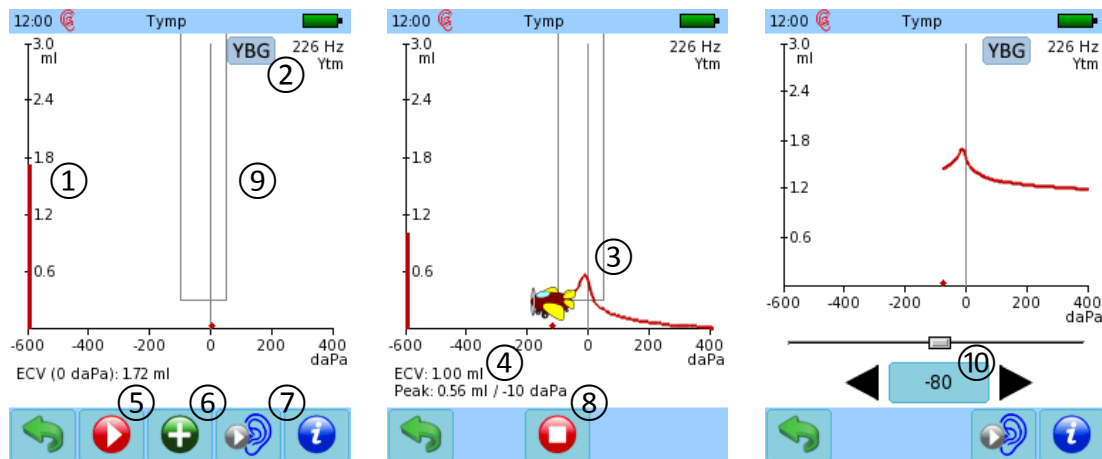 12:00 Tymp
3.0
ml
YBG
226 Hz
Ytm
②
2.4
1.8
①
⑨
1.2
0.6
-600 -400 -200 0 200 400
daPa
ECV (0 daPa): 1.72 ml
⑤ ⑥ ⑦
i
12:00 Tymp
3.0
ml
226 Hz
Ytm
2.4
1.8
1.2
③
0.6
-600 -400 -200 0 200 400
daPa
④
ECV: 1.00 ml
Peak: 0.56 ml / -10 daPa
⑧
12:00 Tymp
3.0
ml
YBG
226 Hz
Ytm
2.4
1.8
1.2
0.6
-600 -400 -200 0 200 400
daPa
⑩
-80
i